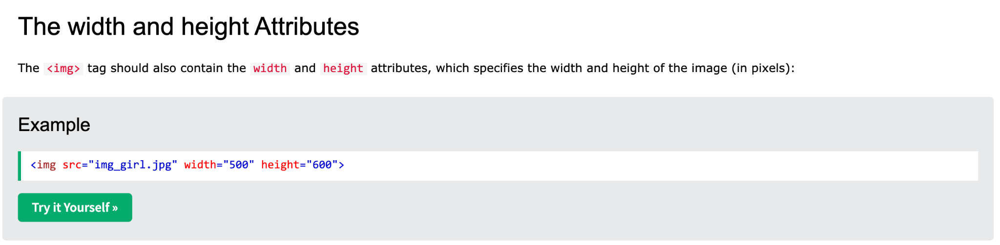 The width and height Attributes
The <img> tag should also contain the width and height attributes, which specifies the width and height of the image (in pixels):
Example
<img src="img_girl.jpg" width="500" height="600">
Try it Yourself »